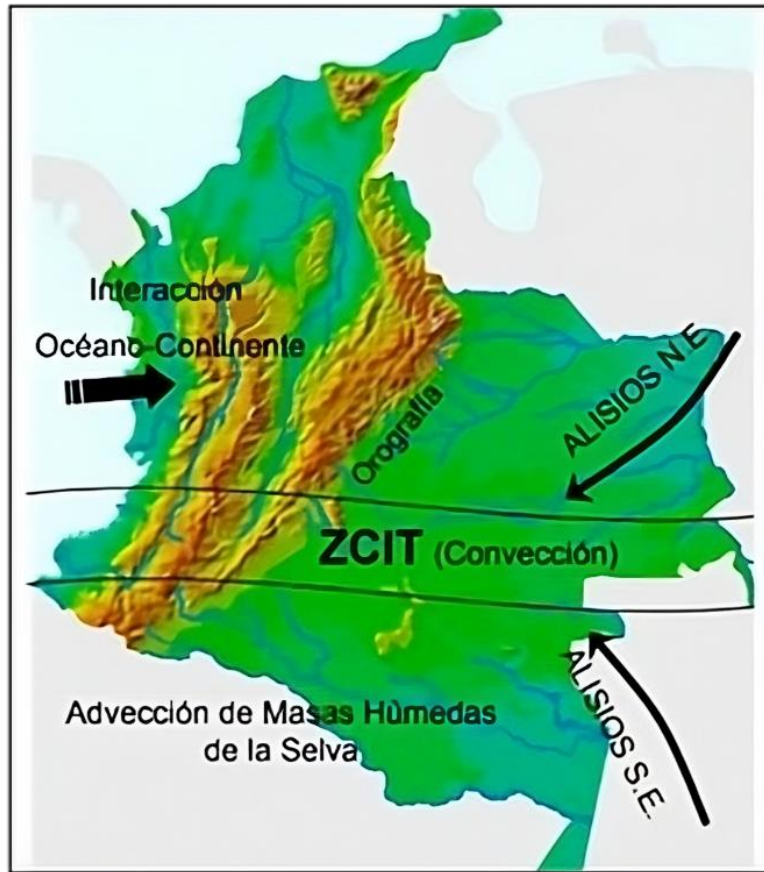 Interacción
Océano-Continente
ALISIOS N.E
Orografía
ZCIT (Convección)
ALISIOS S.E.
Advección de Masas Hùmedas
de la Selva